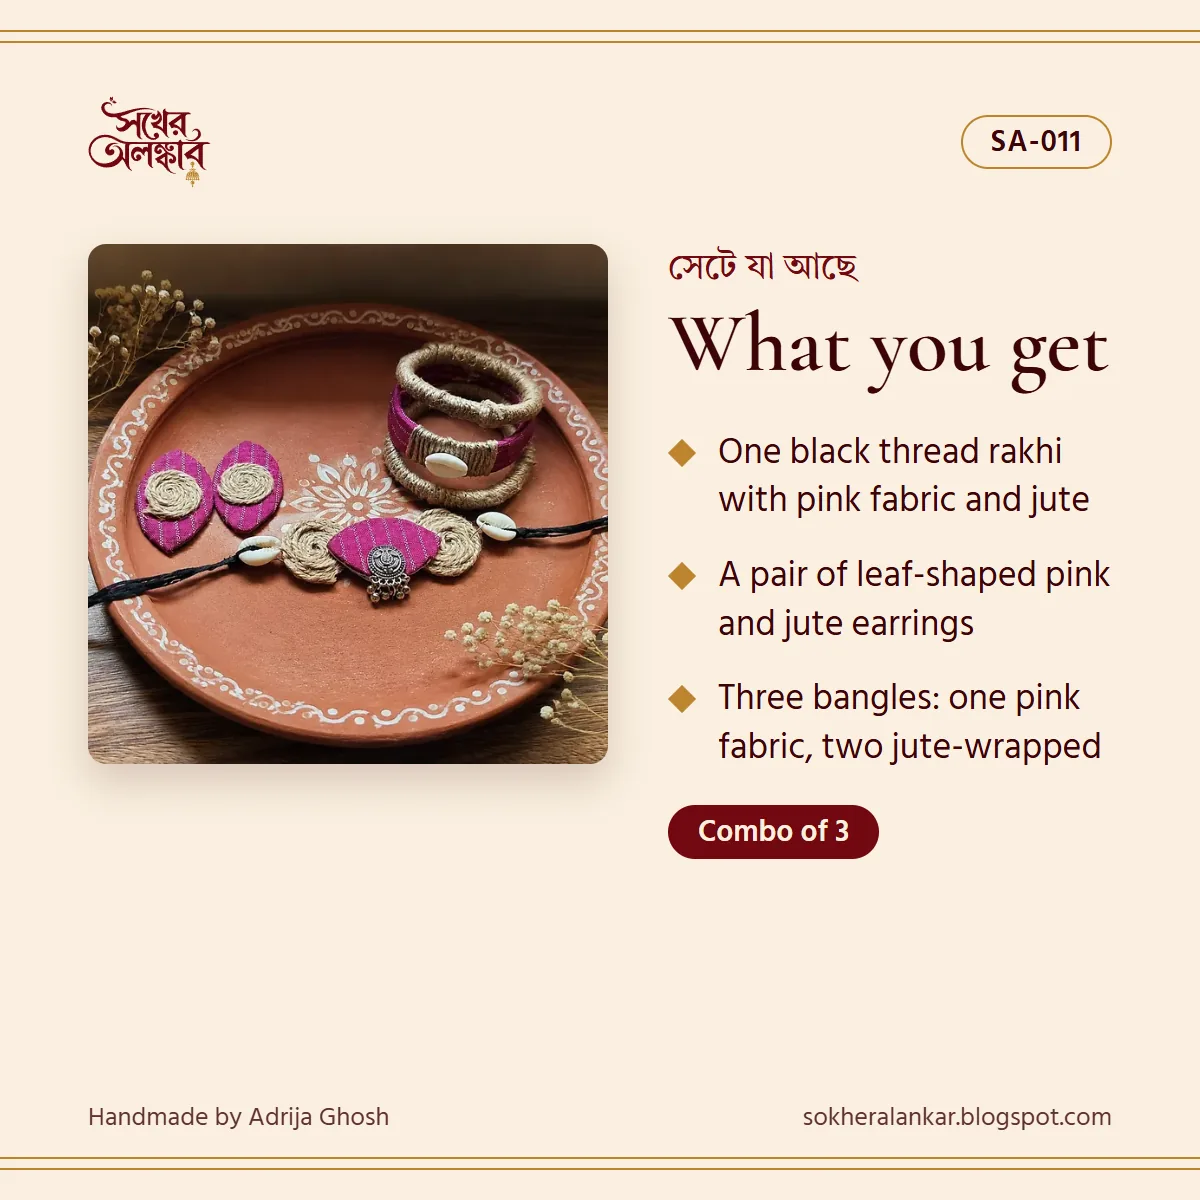 সখের
অলঙ্কার
SA-011
সেটে যা আছে
What you get
One black thread rakhi
with pink fabric and jute
A pair of leaf-shaped pink
and jute earrings
Three bangles: one pink
fabric, two jute-wrapped
Combo of 3
Handmade by Adrija Ghosh
sokheralankar.blogspot.com